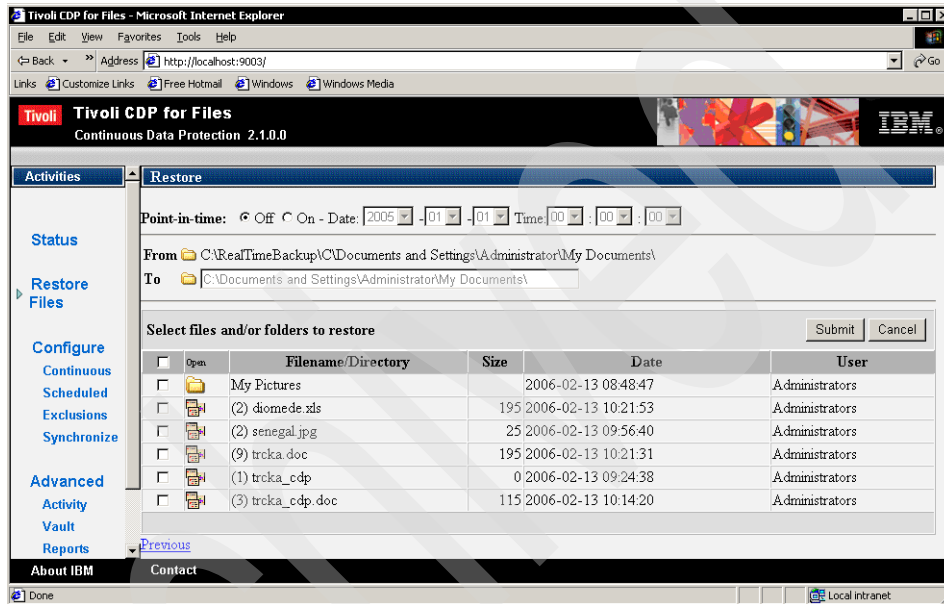 Tivoli CDP for Files - Microsoft Internet Explorer
File Edit View Favorites Tools Help
Back » Address http://localhost:9003/ Go
Links Customize Links Free Hotmail Windows Windows Media
Tivoli Tivoli CDP for Files IBM®
Continuous Data Protection 2.1.0.0
Activities
Restore
Point-in-time: Off On - Date: 2005 - 01 - 01 Time: 00 : 00 : 00
Status
From C:\RealTimeBackup\C\Documents and Settings\Administrator\My Documents\
To C:\Documents and Settings\Administrator\My Documents\
Restore Files
Select files and/or folders to restore Submit Cancel
Configure
Continuous
Scheduled
Exclusions
Synchronize
Open Filename/Directory Size Date User
My Pictures 2006-02-13 08:48:47 Administrators
(2) diomede.xls 195 2006-02-13 10:21:53 Administrators
(2) senegal.jpg 25 2006-02-13 09:56:40 Administrators
(9) trcka.doc 195 2006-02-13 10:21:31 Administrators
(1) trcka_cdp 0 2006-02-13 09:24:38 Administrators
(3) trcka_cdp.doc 115 2006-02-13 10:14:20 Administrators
Advanced
Activity
Vault
Reports
Previous
About IBM Contact
Done Local intranet